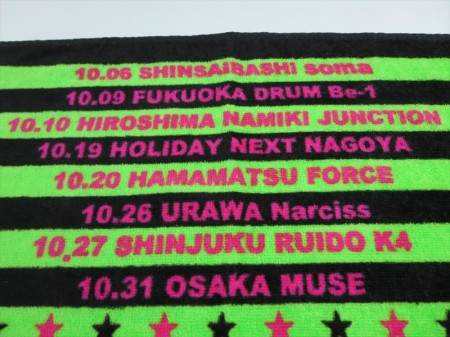 10.06 SHINSAIBASHI soma
10.09 FUKUOKA DRUM Be-1
10.10 HIROSHIMA NAMIKI JUNCTION
10.19 HOLIDAY NEXT NAGOYA
10.20 HAMAMATSU FORCE
10.26 URAWA Narciss
10.27 SHINJUKU RUIDO K4
10.31 OSAKA MUSE